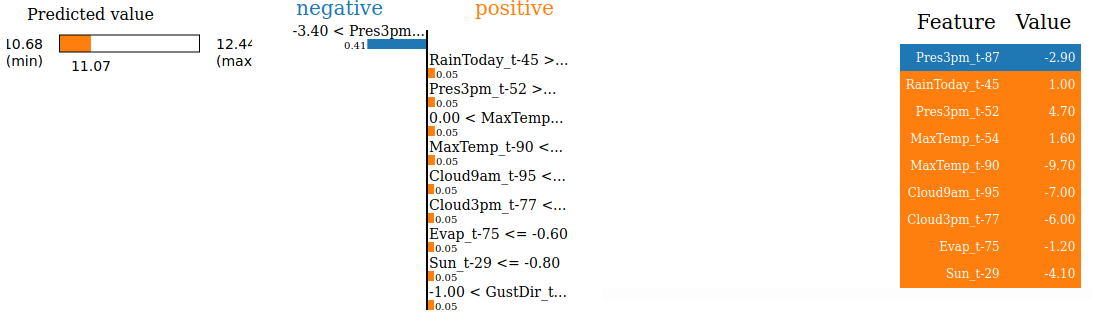 Predicted value
10.68
(min)
12.44
(max
11.07
negative
positive
-3.40 < Pres3pm...
0.41
RainToday_t-45 >...
0.05
Pres3pm_t-52 >...
0.05
0.00 < MaxTemp...
0.05
MaxTemp_t-90 <...
0.05
Cloud9am_t-95 <...
0.05
Cloud3pm_t-77 <...
0.05
Evap_t-75 <= -0.60
0.05
Sun_t-29 <= -0.80
0.05
-1.00 < GustDir_t...
0.05
Feature Value
Pres3pm_t-87 -2.90
RainToday_t-45 1.00
Pres3pm_t-52 4.70
MaxTemp_t-54 1.60
MaxTemp_t-90 -9.70
Cloud9am_t-95 -7.00
Cloud3pm_t-77 -6.00
Evap_t-75 -1.20
Sun_t-29 -4.10